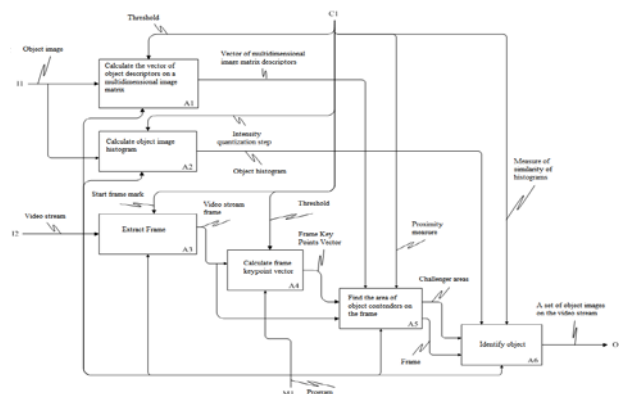 C1
Threshold
Object image
Vector of multidimensional
image matrix descriptors
Calculate the vector of
object descriptors on a
multidimensional image
matrix
A1
I1
Calculate object image
histogram
A2
Intensity
quantization step
Object histogram
Measure of
similarity of
histograms
Start frame mark
Video stream
frame
Threshold
Video stream
I2
Extract Frame
A3
Proximity
measure
Frame Key
Points Vector
Calculate frame
keypoint vector
A4
Challenger areas
Find the area of
object contenders on
the frame
A5
A set of object images
on the video stream
Identify object
A6
Frame
Program